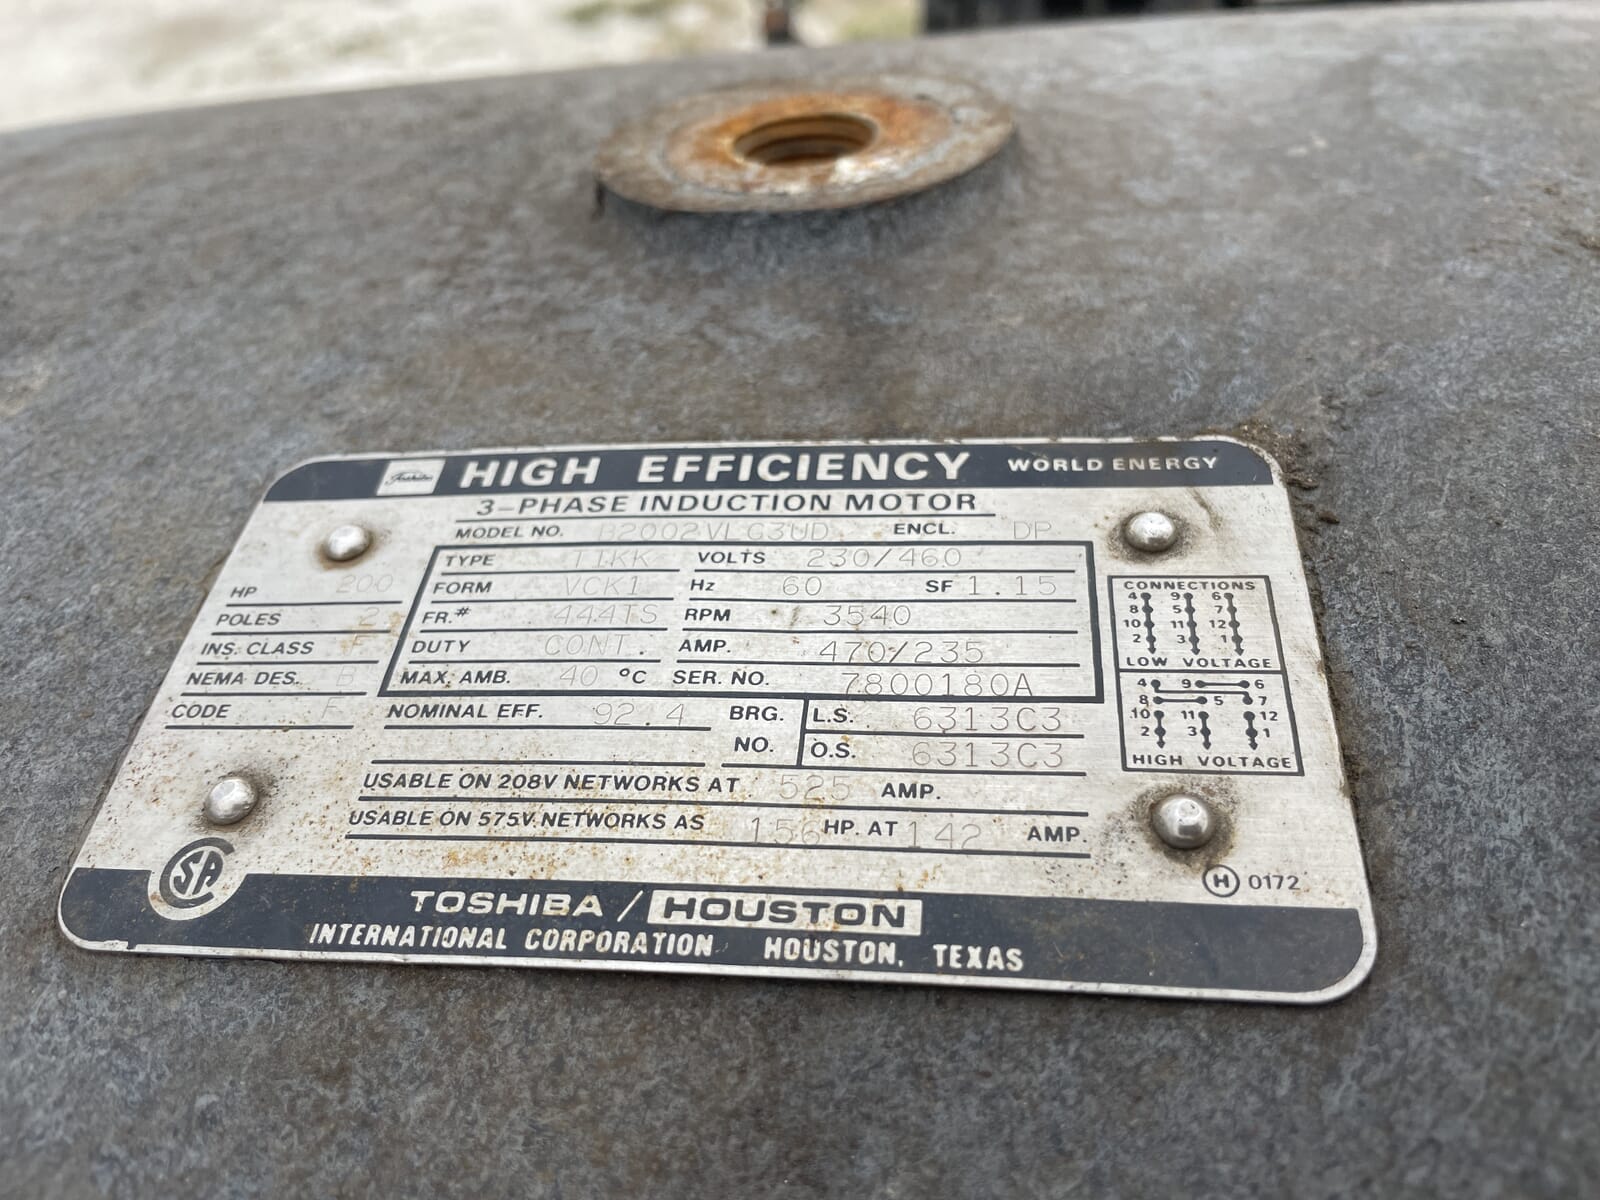 Toshiba HIGH EFFICIENCY WORLD ENERGY
3-PHASE INDUCTION MOTOR
MODEL NO. B2002VLG3UD ENCL. DP
HP 200
POLES 2
INS. CLASS F
NEMA DES. B
CODE F
TYPE TIKK VOLTS 230/460
FORM VCK1 Hz 60 SF 1.15
FR.# 444TS RPM 3540
DUTY CONT. AMP. 470/235
MAX. AMB. 40 °C SER. NO. 7800180A
NOMINAL EFF. 92.4 BRG. NO.
L.S. 6313C3
O.S. 6313C3
USABLE ON 208V NETWORKS AT 525 AMP.
USABLE ON 575V. NETWORKS AS 156 HP. AT 142 AMP.
CONNECTIONS
4 9 6
8 5 7
10 11 12
2 3 1
LOW VOLTAGE
4 9 6
8 5 7
10 11 12
2 3 1
HIGH VOLTAGE
H 0172
SA
TOSHIBA / HOUSTON
INTERNATIONAL CORPORATION HOUSTON, TEXAS